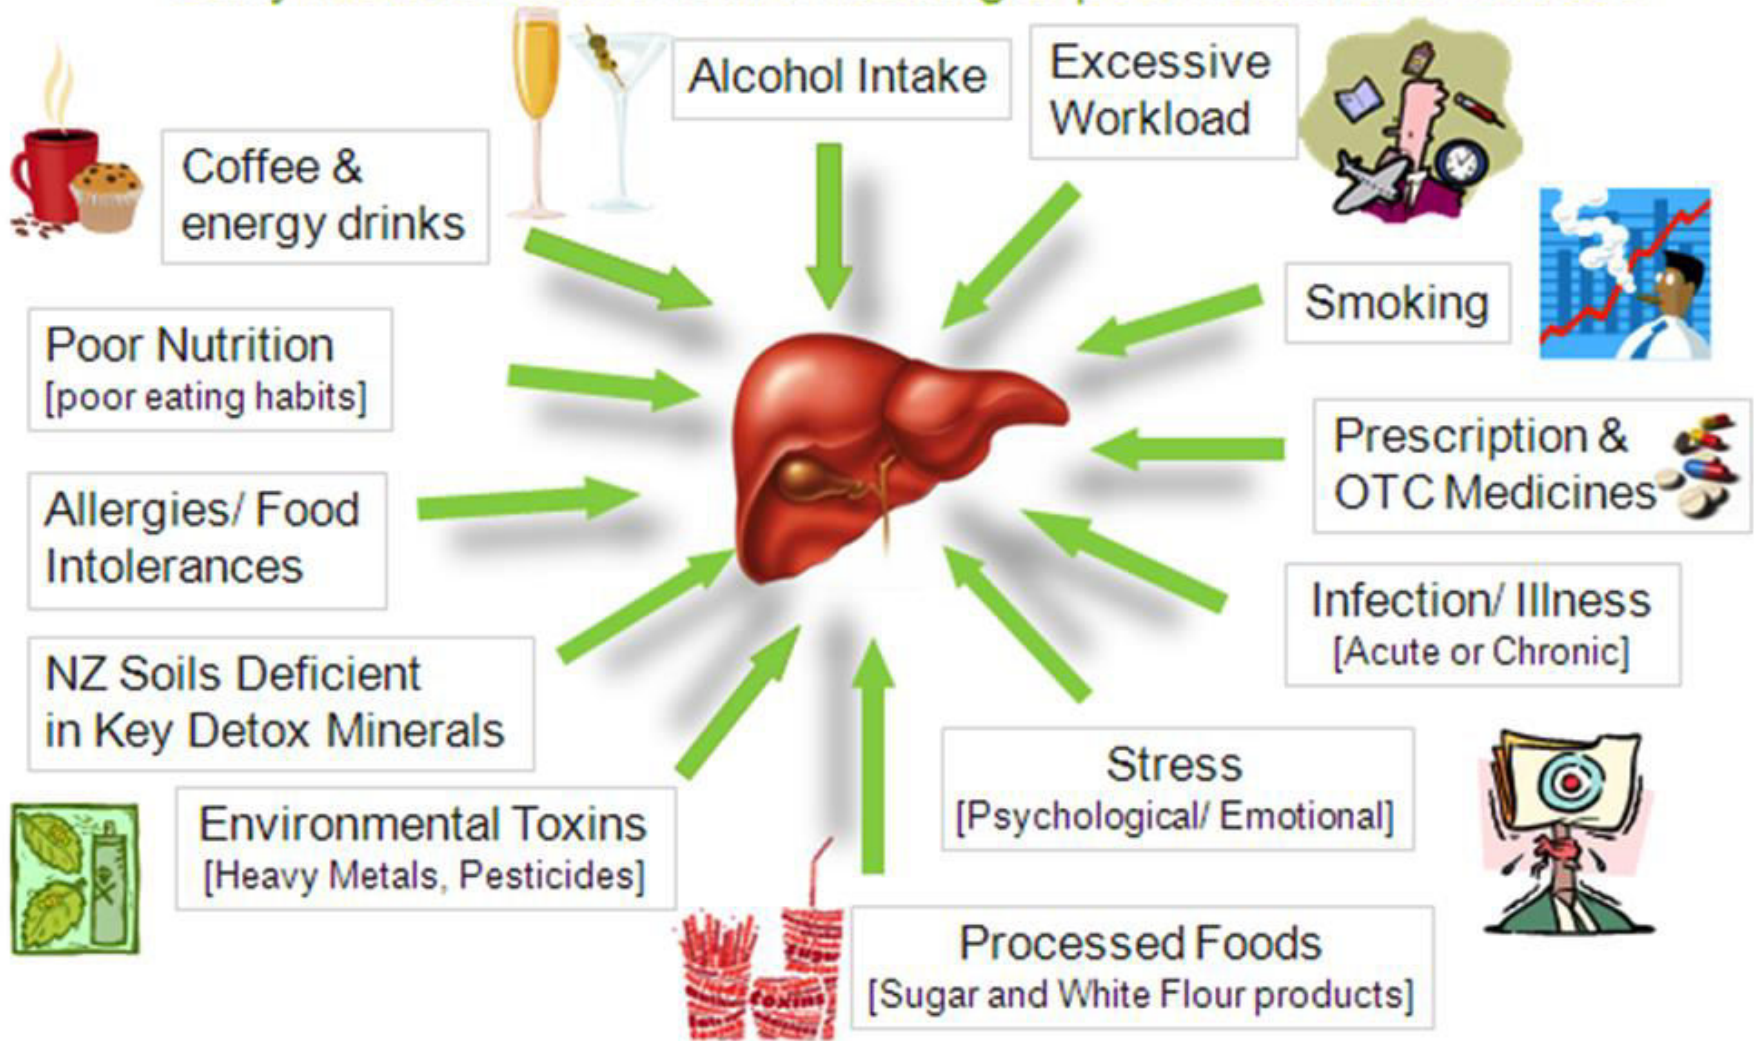 Alcohol Intake
Excessive
Workload
Coffee &
energy drinks
Smoking
Poor Nutrition
[poor eating habits]
Prescription &
OTC Medicines
Allergies/ Food
Intolerances
Infection/ Illness
[Acute or Chronic]
NZ Soils Deficient
in Key Detox Minerals
Stress
[Psychological/ Emotional]
Environmental Toxins
[Heavy Metals, Pesticides]
Processed Foods
[Sugar and White Flour products]
sugar
toxins